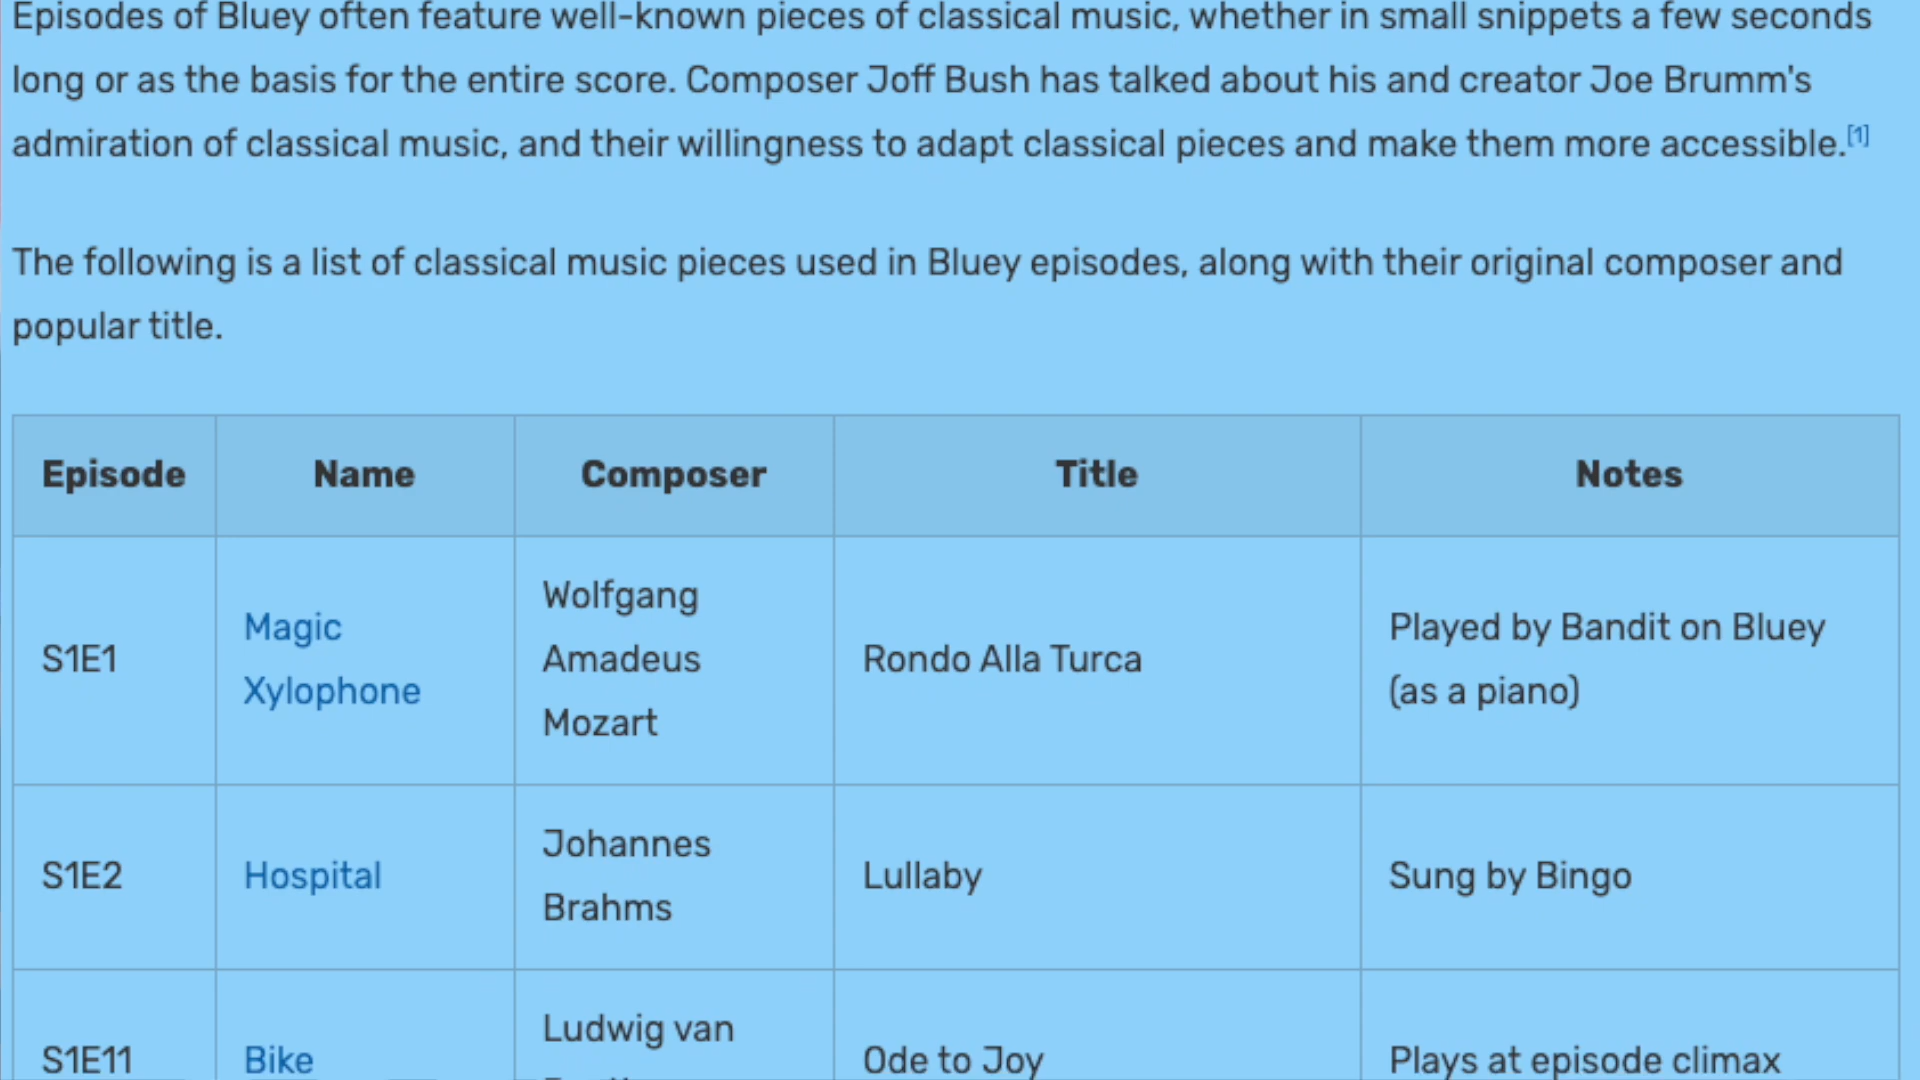 Episodes of Bluey often feature well-known pieces of classical music, whether in small snippets a few seconds
long or as the basis for the entire score. Composer Joff Bush has talked about his and creator Joe Brumm's
admiration of classical music, and their willingness to adapt classical pieces and make them more accessible.[1]
The following is a list of classical music pieces used in Bluey episodes, along with their original composer and
popular title.
Episode Name Composer Title Notes
S1E1
Magic
Xylophone
Wolfgang
Amadeus
Mozart
Rondo Alla Turca
Played by Bandit on Bluey
(as a piano)
S1E2
Hospital
Johannes
Brahms
Lullaby
Sung by Bingo
S1E11
Bike
Ludwig van
Ode to Joy
Plays at episode climax